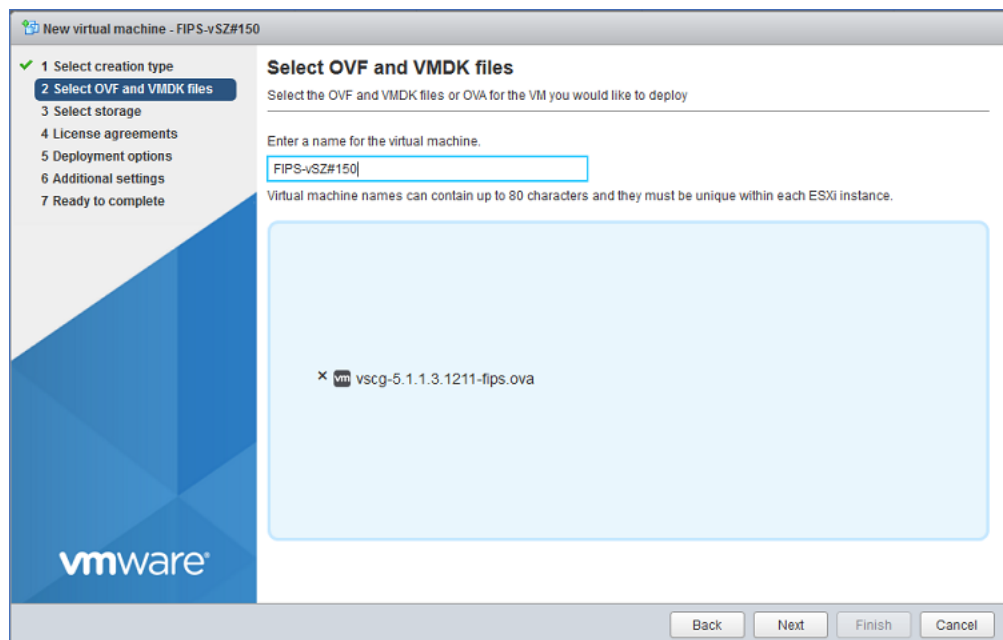 New virtual machine - FIPS-vSZ#150
1 Select creation type
2 Select OVF and VMDK files
3 Select storage
4 License agreements
5 Deployment options
6 Additional settings
7 Ready to complete
vmware®
Select OVF and VMDK files
Select the OVF and VMDK files or OVA for the VM you would like to deploy
Enter a name for the virtual machine.
FIPS-vSZ#150
Virtual machine names can contain up to 80 characters and they must be unique within each ESXi instance.
× vm vscg-5.1.1.3.1211-fips.ova
Back Next Finish Cancel